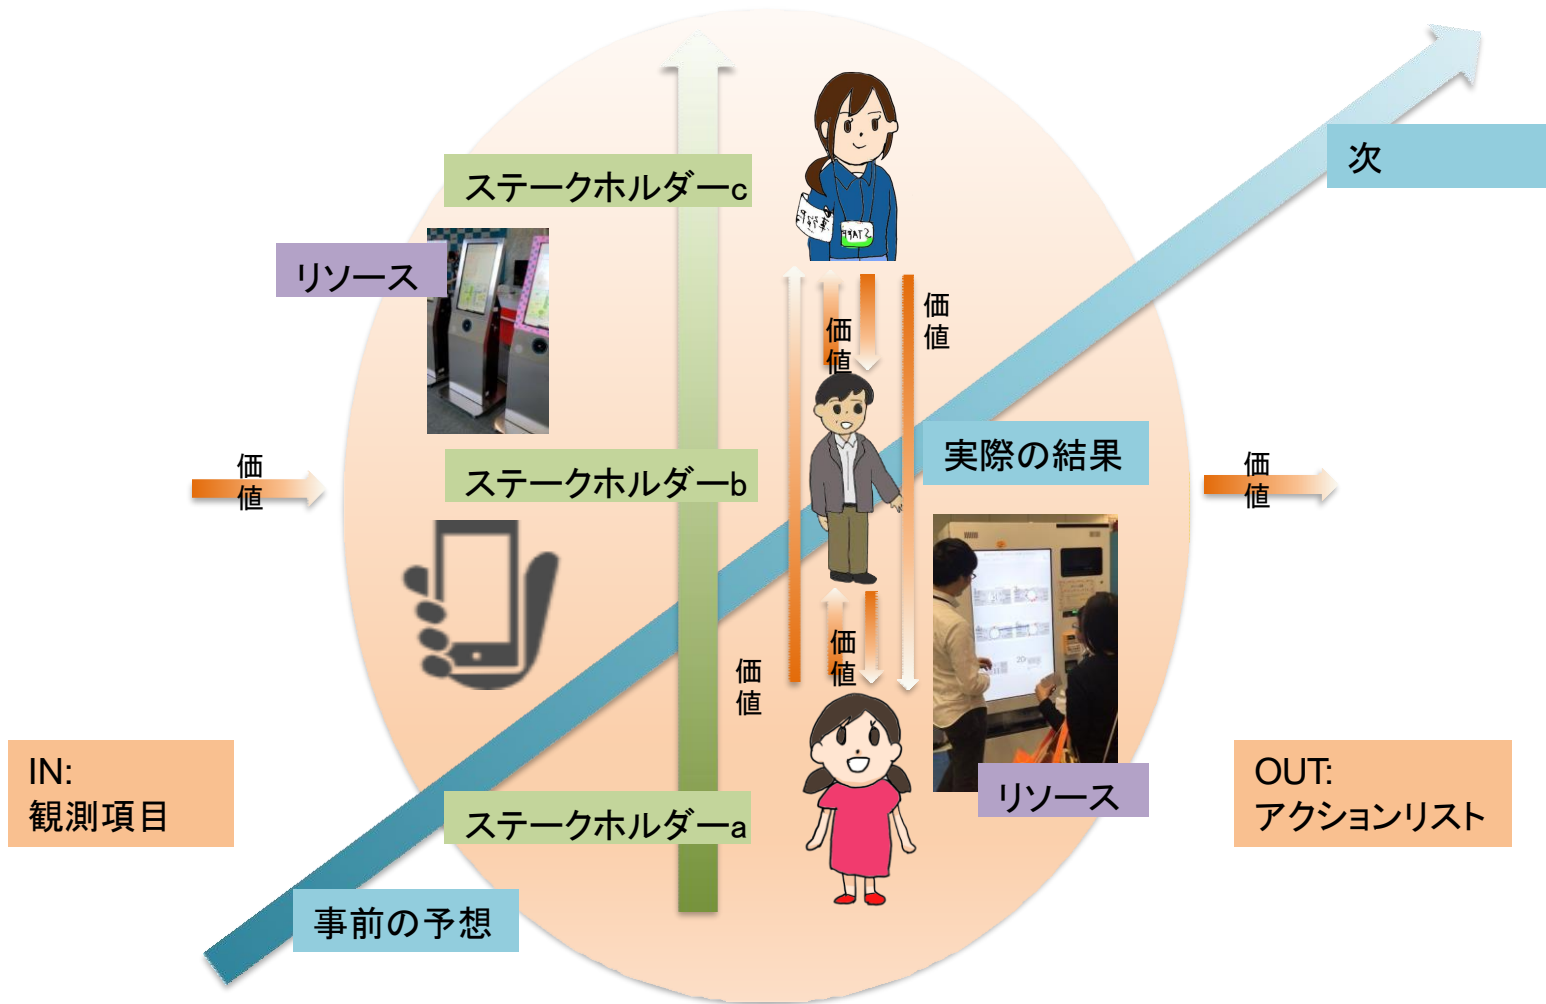 次
ステークホルダーc
リソース
価
値
価
値
価
値
実際の結果
価
値
ステークホルダーb
価
値
価
値
IN:
観測項目
OUT:
アクションリスト
リソース
ステークホルダーa
事前の予想
STAFF